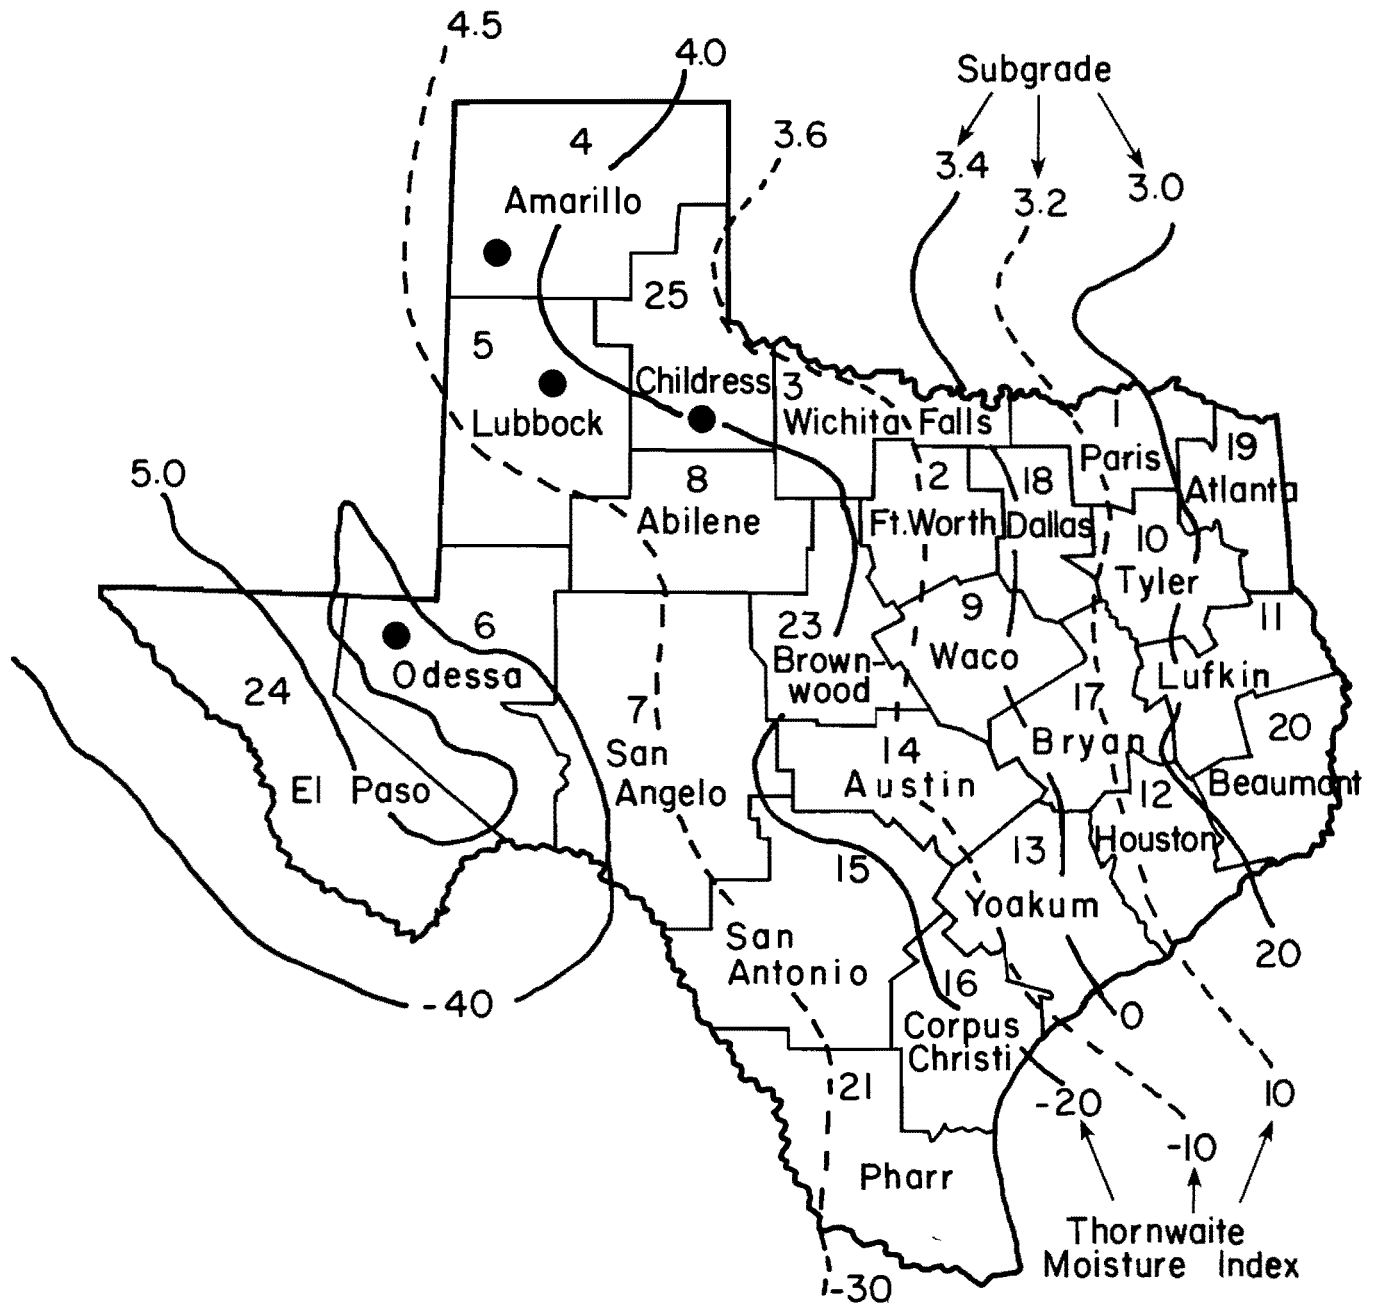 4.5
4.0
Subgrade
3.6
3.4
3.2
3.0
4
Amarillo
25
5
Childress
3
Lubbock
Wichita Falls
1
Paris
19
Atlanta
5.0
8
Abilene
2
Ft. Worth
18
Dallas
10
Tyler
6
Odessa
23
Brown-
wood
9
Waco
11
Lufkin
24
El Paso
7
San
Angelo
14
Austin
17
Bryan
20
Beaumont
12
Houston
15
San
Antonio
13
Yoakum
20
-40
16
Corpus
Christi
0
21
Pharr
-20
10
-10
Thornwaite
Moisture Index
-30